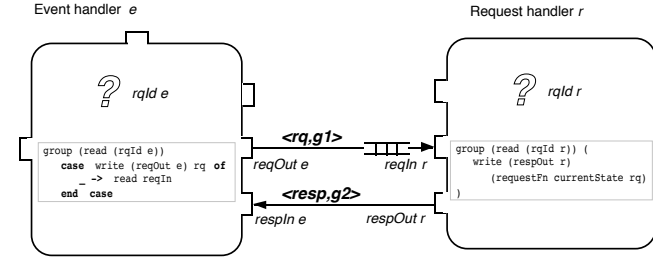 Event handler e
Request handler r
? rqId e
? rqId r
<rq,g1>
group (read (rqId e))
case write (reqOut e) rq of
_ -> read reqIn
end case
reqOut e
reqIn r
group (read (rqId r)) (
write (respOut r)
(requestFn currentState rq)
)
<resp,g2>
respIn e
respOut r